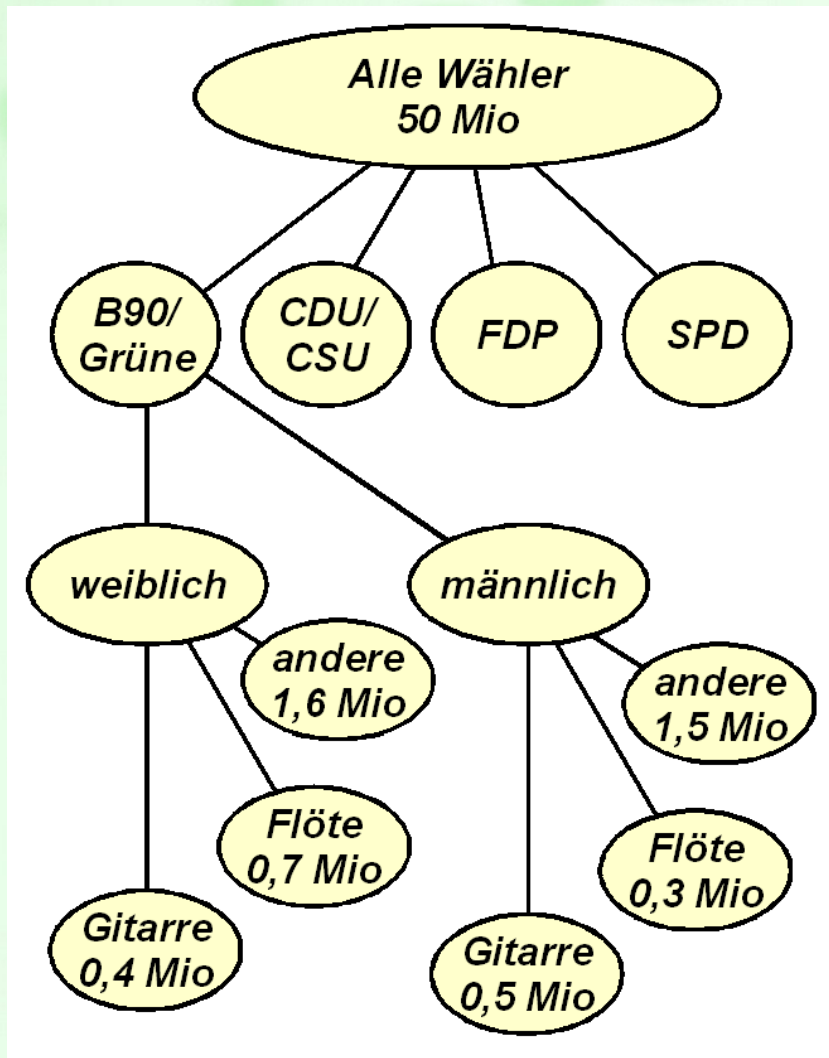 Alle Wähler
50 Mio
B90/
Grüne
CDU/
CSU
FDP
SPD
weiblich
männlich
andere
1,6 Mio
andere
1,5 Mio
Flöte
0,7 Mio
Flöte
0,3 Mio
Gitarre
0,4 Mio
Gitarre
0,5 Mio